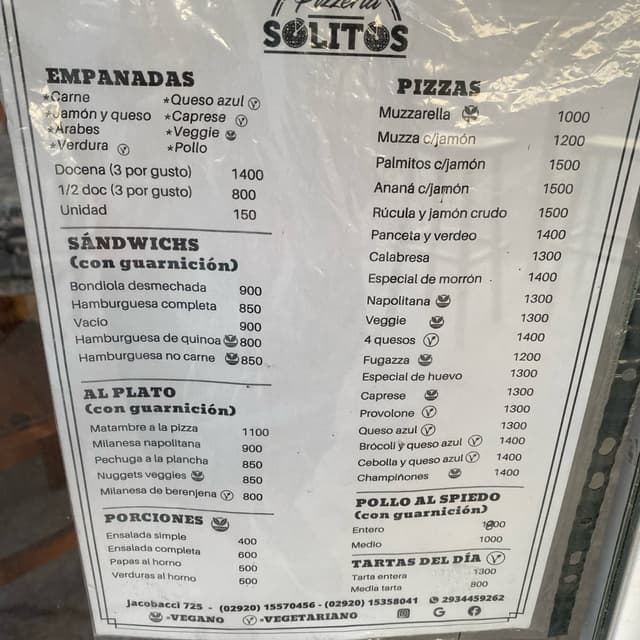 Pizzería
SOLITOS
EMPANADAS
*Carne *Queso azul
*Jamón y queso *Caprese
*Arabes *Veggie
*Verdura *Pollo
Docena (3 por gusto) 1400
1/2 doc (3 por gusto) 800
Unidad 150
SÁNDWICHS
(con guarnición)
Bondiola desmechada 900
Hamburguesa completa 850
Vacio 900
Hamburguesa de quinoa 800
Hamburguesa no carne 850
AL PLATO
(con guarnición)
Matambre a la pizza 1100
Milanesa napolitana 900
Pechuga a la plancha 850
Nuggets veggies 850
Milanesa de berenjena 800
PORCIONES
Ensalada simple 400
Ensalada completa 600
Papas al horno 500
Verduras al horno 500
PIZZAS
Muzzarella 1000
Muzza c/jamón 1200
Palmitos c/jamón 1500
Ananá c/jamón 1500
Rúcula y jamón crudo 1500
Panceta y verdeo 1400
Calabresa 1300
Especial de morrón 1400
Napolitana 1300
Veggie 1300
4 quesos 1400
Fugazza 1200
Especial de huevo 1300
Caprese 1300
Provolone 1300
Queso azul 1300
Brócoli y queso azul 1400
Cebolla y queso azul 1400
Champiñones 1400
POLLO AL SPIEDO
(con guarnición)
Entero
Medio 1000
TARTAS DEL DÍA
Tarta entera 1300
Media tarta 800
Jacobacci 725 - (02920) 15570456 - (02920) 15358041 2934459262
=VEGANO =VEGETARIANO